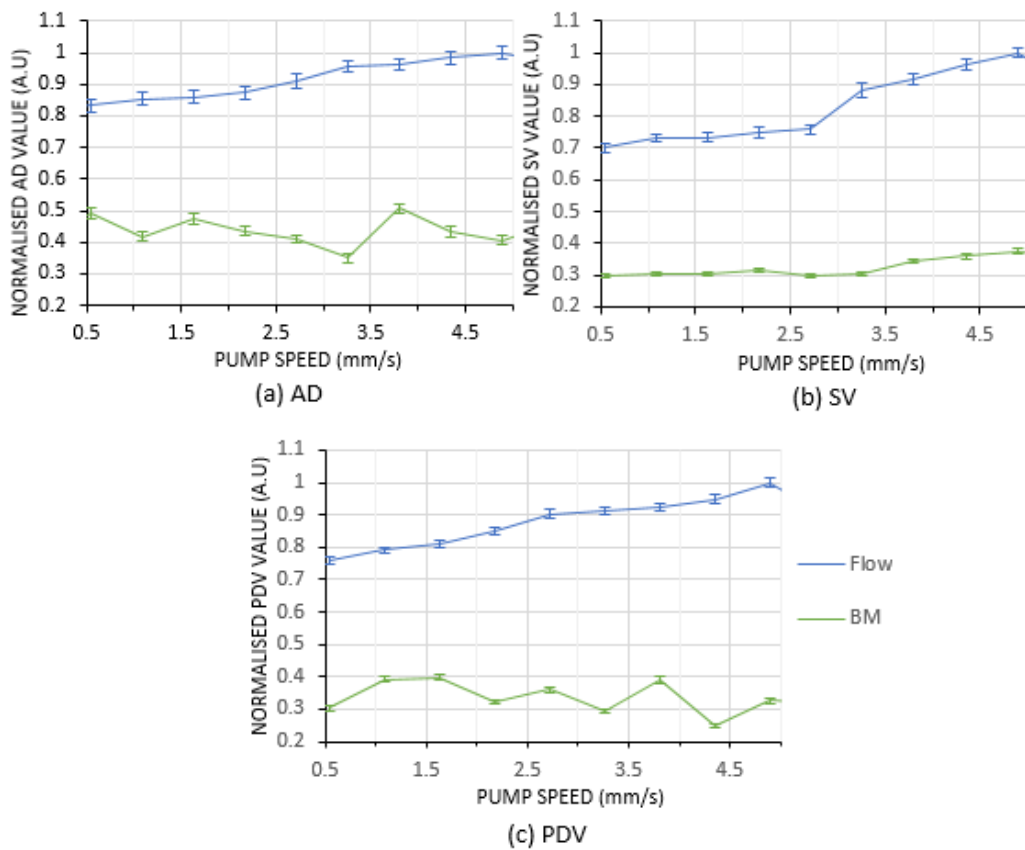 NORMALISED AD VALUE (A.U)
1.1
1
0.9
0.8
0.7
0.6
0.5
0.4
0.3
0.2
0.5 1.5 2.5 3.5 4.5
PUMP SPEED (mm/s)
(a) AD
NORMALISED SV VALUE (A.U)
1.1
1
0.9
0.8
0.7
0.6
0.5
0.4
0.3
0.2
0.5 1.5 2.5 3.5 4.5
PUMP SPEED (mm/s)
(b) SV
NORMALISED PDV VALUE (A.U)
1.1
1
0.9
0.8
0.7
0.6
0.5
0.4
0.3
0.2
0.5 1.5 2.5 3.5 4.5
PUMP SPEED (mm/s)
(c) PDV
Flow
BM